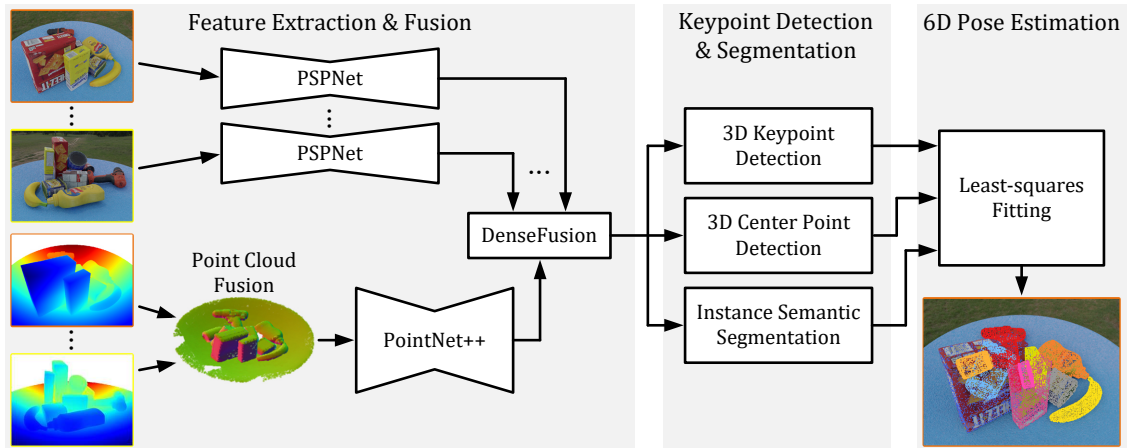 Feature Extraction & Fusion
Keypoint Detection
& Segmentation
6D Pose Estimation
PSPNet
PSPNet
3D Keypoint
Detection
Least-squares
Fitting
DenseFusion
3D Center Point
Detection
Point Cloud
Fusion
PointNet++
Instance Semantic
Segmentation